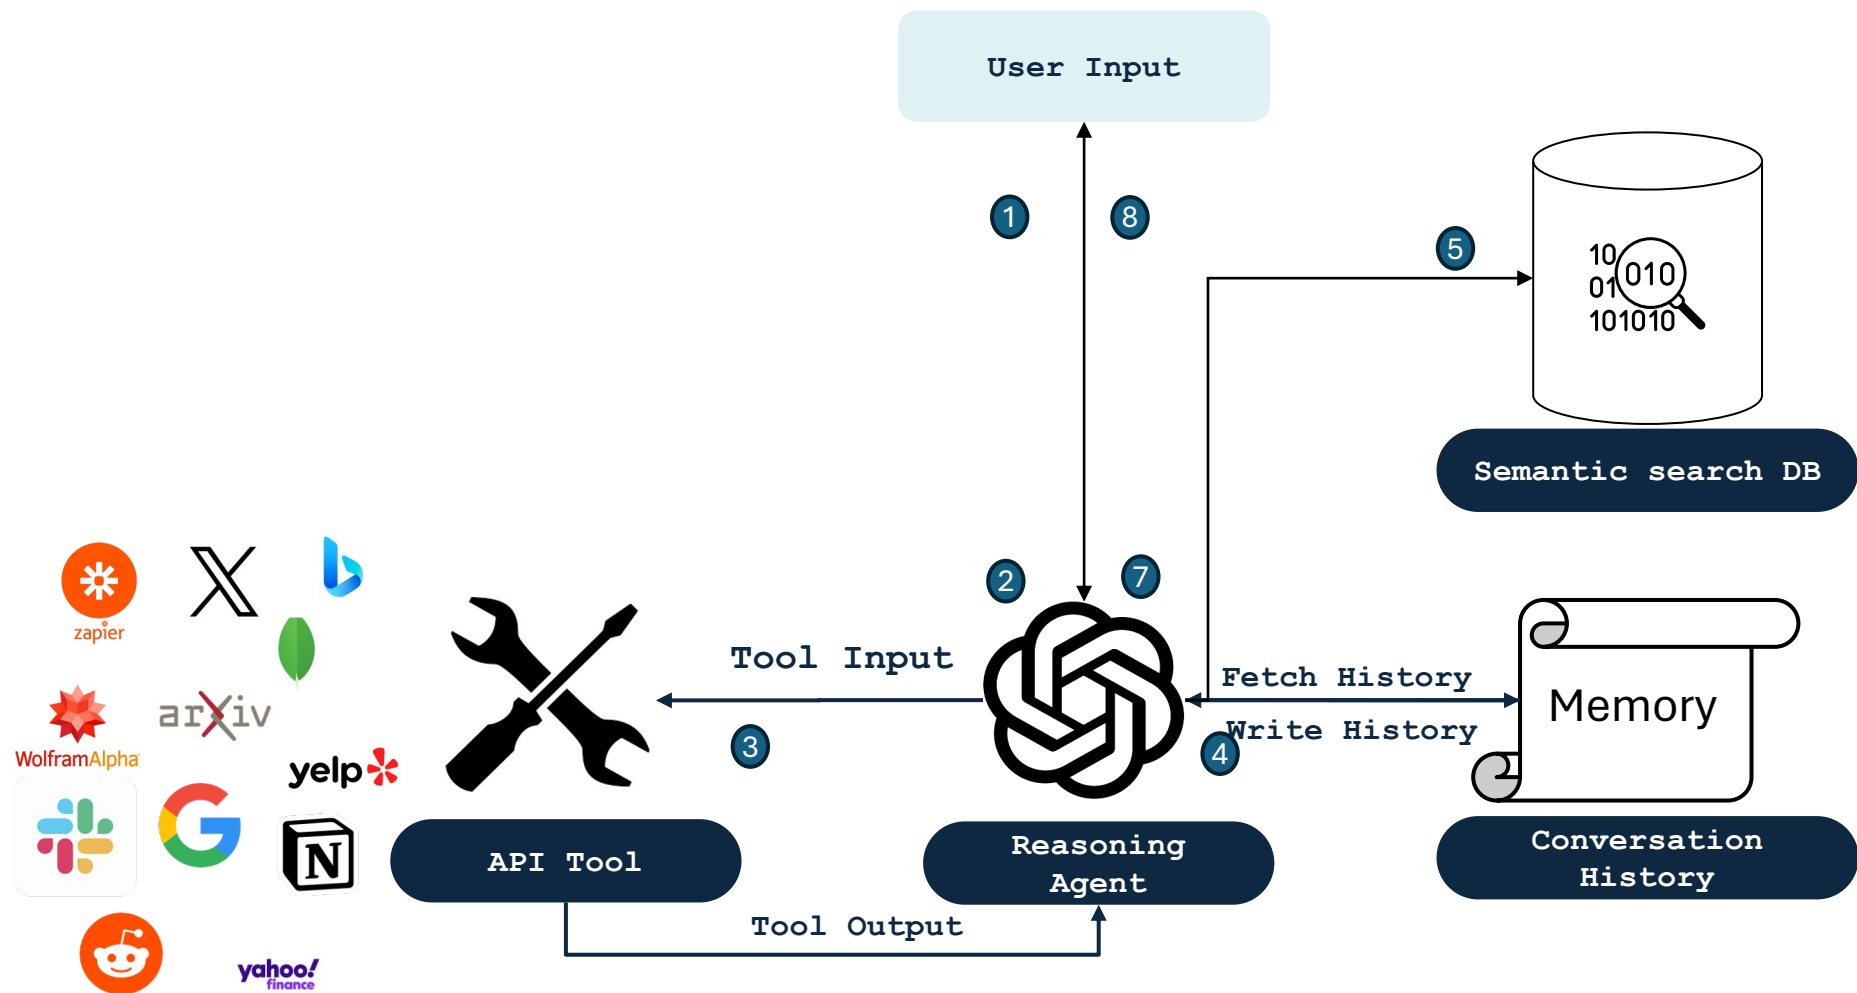 User Input
1
8
5
10
010
01
101010
Semantic search DB
2
7
zapier
Tool Input
Fetch History
Memory
arXiv
3
Write History
4
WolframAlpha
yelp
N
API Tool
Reasoning
Agent
Conversation
History
Tool Output
yahoo!
finance